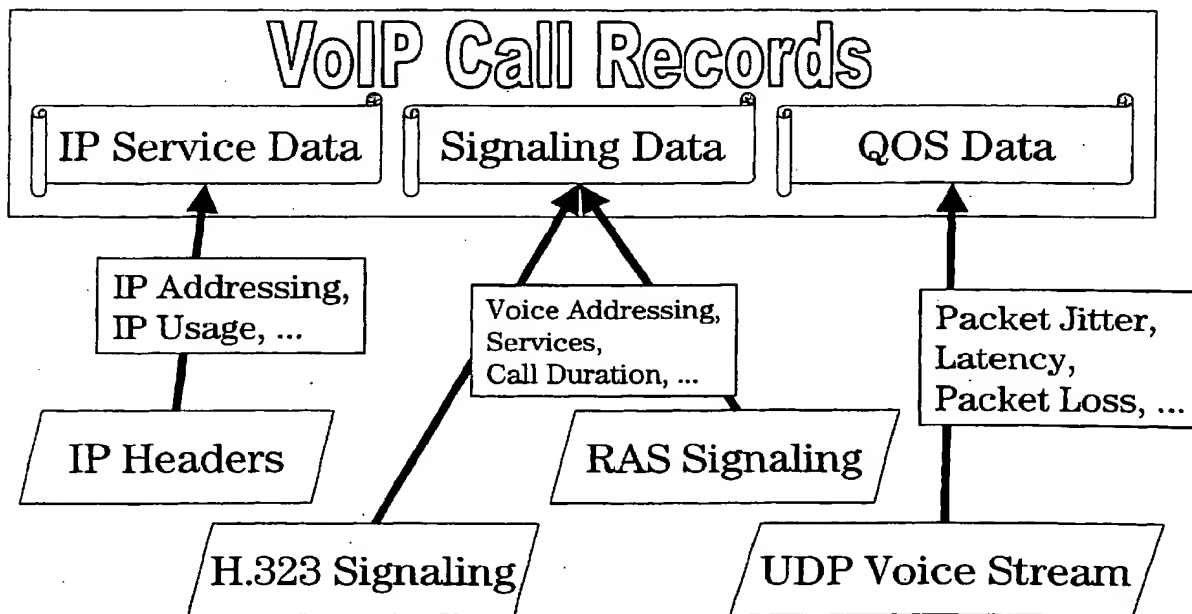 VoIP Call Records
IP Service Data
Signaling Data
QOS Data
IP Addressing,
IP Usage, ...
Voice Addressing,
Services,
Call Duration, ...
Packet Jitter,
Latency,
Packet Loss, ...
IP Headers
RAS Signaling
H.323 Signaling
UDP Voice Stream